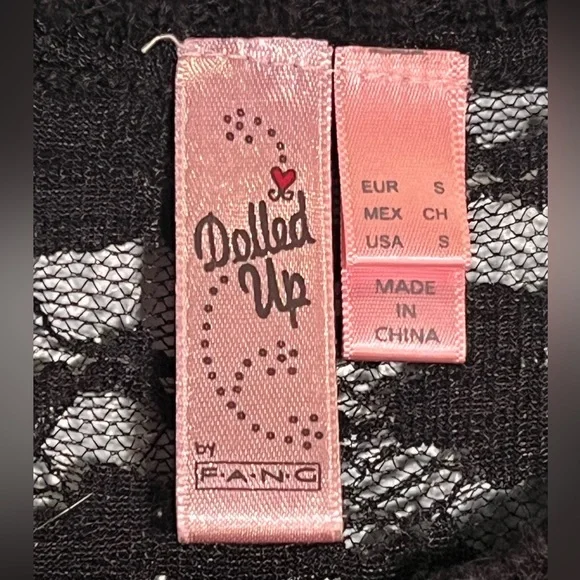 Dolled
Up
by
F·A·N·G
EUR S
MEX CH
USA S
MADE
IN
CHINA